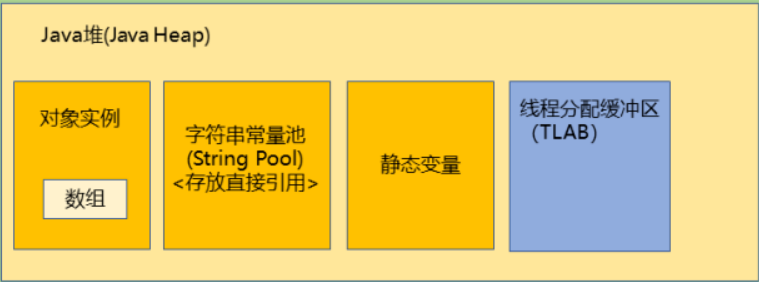 Java堆(Java Heap)
对象实例
数组
字符串常量池
(String Pool)
<存放直接引用>
静态变量
线程分配缓冲区
（TLAB）